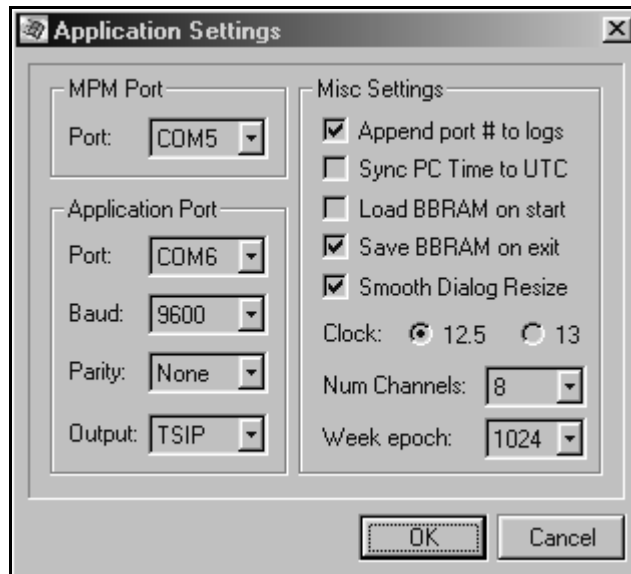 Application Settings
MPM Port
Port: COM5
Application Port
Port: COM6
Baud: 9600
Parity: None
Output: TSIP
Misc Settings
Append port # to logs
Sync PC Time to UTC
Load BBRAM on start
Save BBRAM on exit
Smooth Dialog Resize
Clock: 12.5 13
Num Channels: 8
Week epoch: 1024
OK Cancel